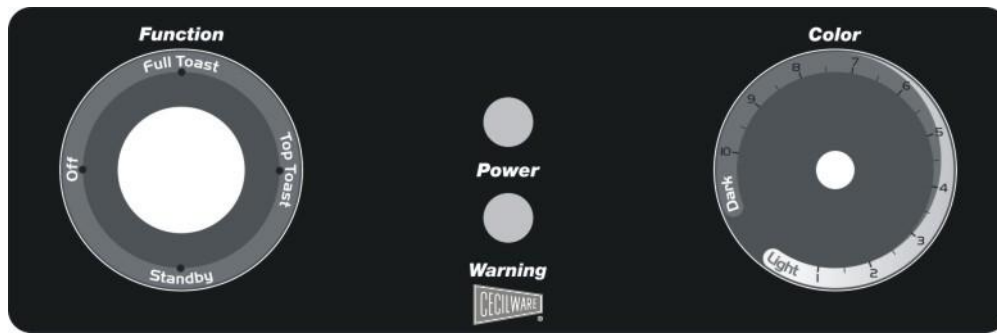 Function
Full Toast
Top Toast
Standby
Off
Power
Warning
CECILWARE
®
Color
Light
1
2
3
4
5
6
7
8
9
10
Dark